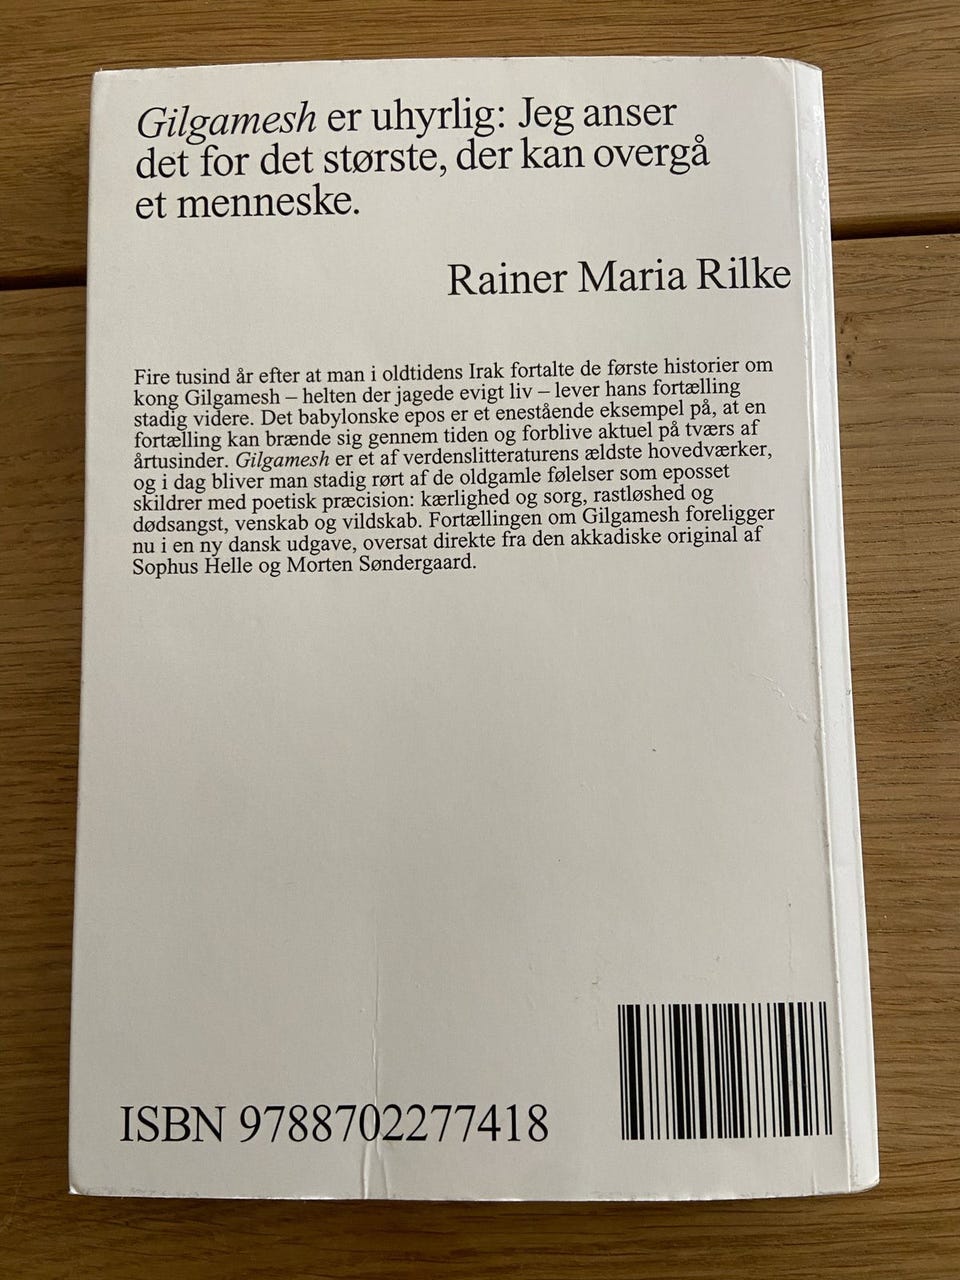 Gilgamesh er uhyrlig: Jeg anser
det for det største, der kan overgå
et menneske.
Rainer Maria Rilke
Fire tusind år efter at man i oldtidens Irak fortalte de første historier om
kong Gilgamesh – helten der jagede evigt liv – lever hans fortælling
stadig videre. Det babylonske epos er et enestående eksempel på, at en
fortælling kan brænde sig gennem tiden og forblive aktuel på tværs af
årtusinder. Gilgamesh er et af verdenslitteraturens ældste hovedværker,
og i dag bliver man stadig rørt af de oldgamle følelser som eposset
skildrer med poetisk præcision: kærlighed og sorg, rastløshed og
dødsangst, venskab og vildskab. Fortællingen om Gilgamesh foreligger
nu i en ny dansk udgave, oversat direkte fra den akkadiske original af
Sophus Helle og Morten Søndergaard.
ISBN 9788702277418